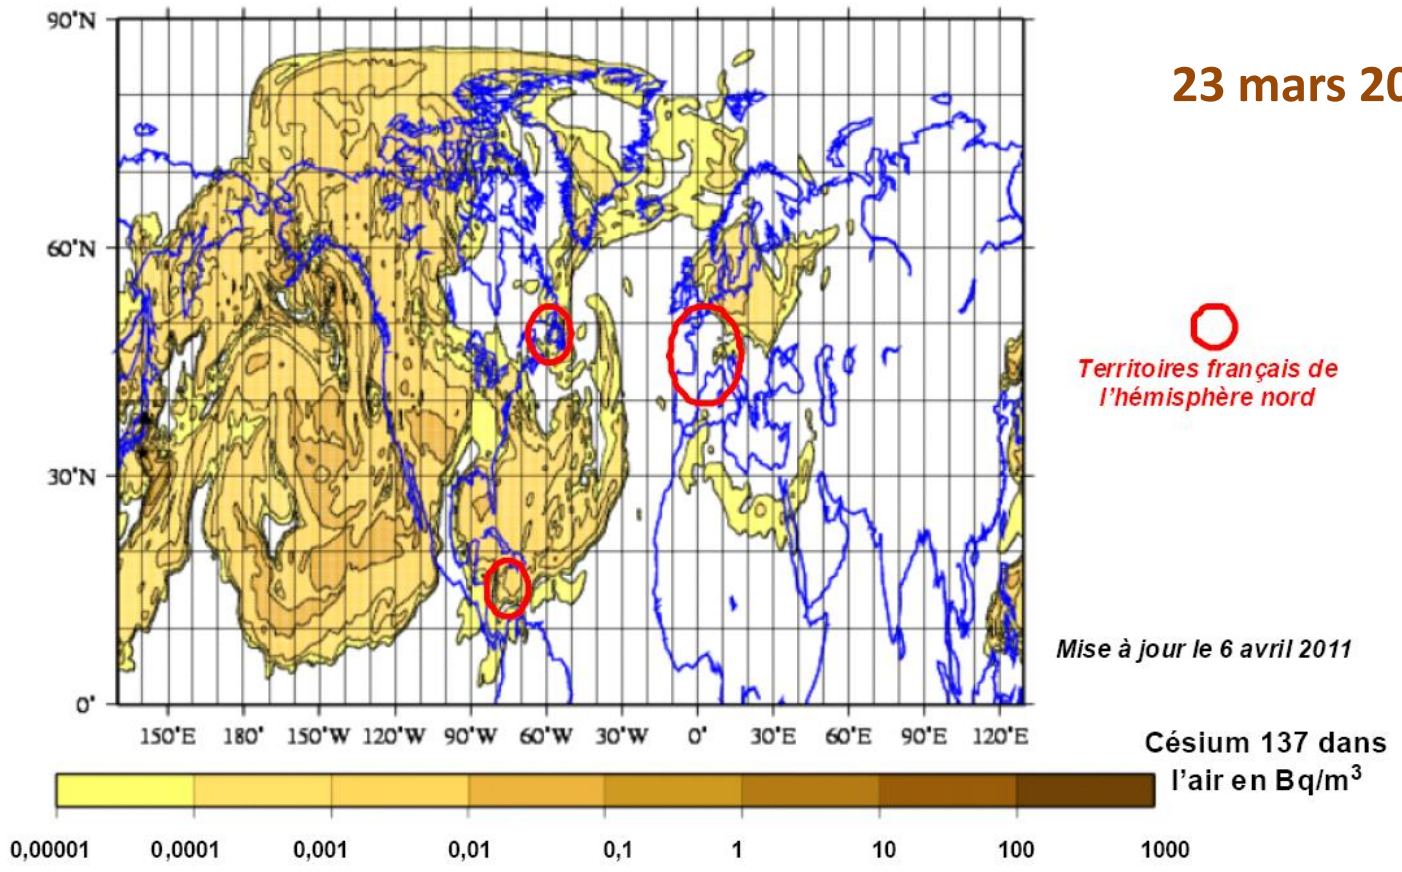 90°N
23 mars 20
60°N
Territoires français de
l'hémisphère nord
30°N
Mise à jour le 6 avril 2011
0°
150°E 180° 150°W 120°W 90°W 60°W 30°W 0° 30°E 60°E 90°E 120°E
Césium 137 dans
l'air en Bq/m³
0,00001 0,0001 0,001 0,01 0,1 1 10 100 1000